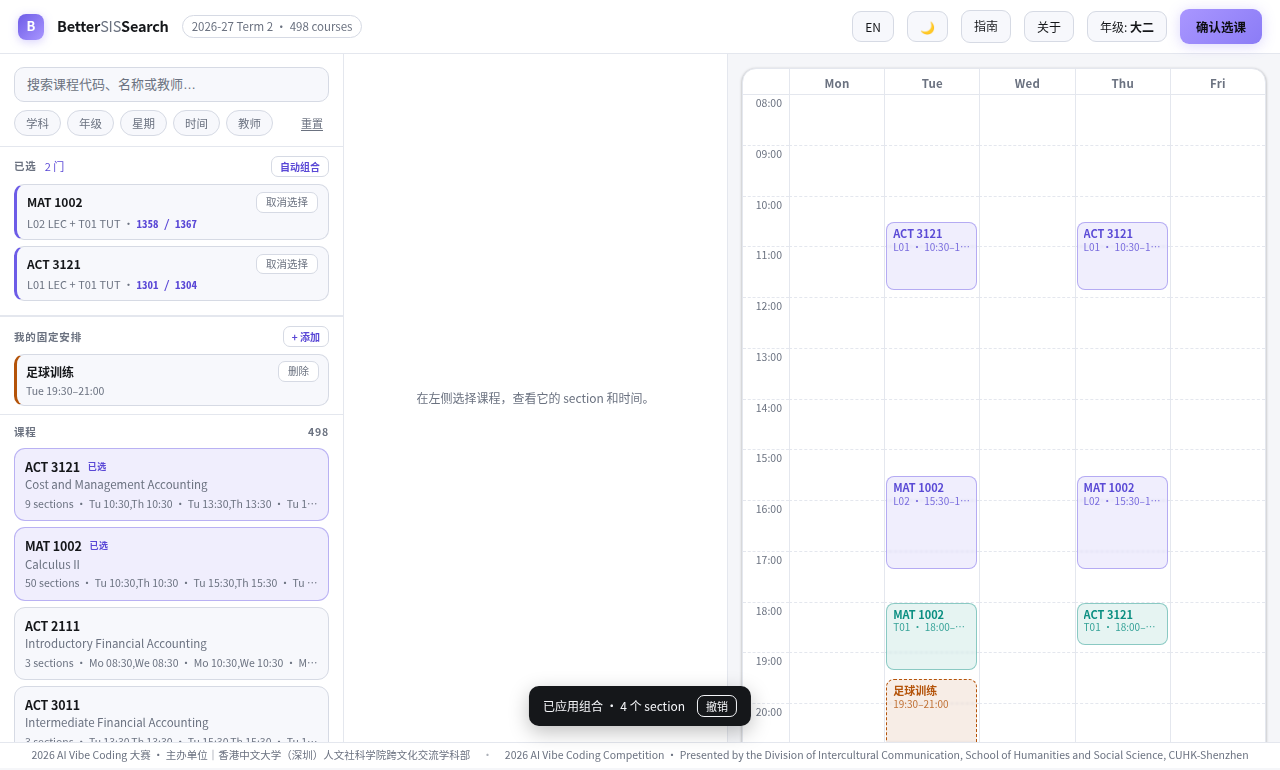 B BetterSISSearch 2026-27 Term 2 • 498 courses EN 指南 关于 年级: 大二 确认选课
搜索课程代码、名称或教师…
学科 年级 星期 时间 教师 重置
已选 2 门 自动组合
MAT 1002 取消选择
L02 LEC + T01 TUT • 1358 / 1367
ACT 3121 取消选择
L01 LEC + T01 TUT • 1301 / 1304
我的固定安排 + 添加
足球训练 删除
Tue 19:30–21:00
课程 498
ACT 3121 已选
Cost and Management Accounting
9 sections • Tu 10:30,Th 10:30 • Tu 13:30,Th 13:30 • Tu 1…
MAT 1002 已选
Calculus II
50 sections • Tu 10:30,Th 10:30 • Tu 15:30,Th 15:30 • Tu …
ACT 2111
Introductory Financial Accounting
3 sections • Mo 08:30,We 08:30 • Mo 10:30,We 10:30 • M…
ACT 3011
Intermediate Financial Accounting
3 sections • Tu 13:30,Th 13:30 • Tu 15:30,Th 15:30 • Tu 1…
在左侧选择课程，查看它的 section 和时间。
Mon Tue Wed Thu Fri
08:00
09:00
10:00
ACT 3121 ACT 3121
L01 • 10:30–1… L01 • 10:30–1…
11:00
12:00
13:00
14:00
15:00
MAT 1002 MAT 1002
L02 • 15:30–1… L02 • 15:30–1…
16:00
17:00
18:00
MAT 1002 ACT 3121
T01 • 18:00–… T01 • 18:00–…
19:00
足球训练
19:30–21:00
20:00
已应用组合 • 4 个 section 撤销
2026 AI Vibe Coding 大赛 • 主办单位｜香港中文大学（深圳）人文社科学院跨文化交流学科部 • 2026 AI Vibe Coding Competition • Presented by the Division of Intercultural Communication, School of Humanities and Social Science, CUHK-Shenzhen